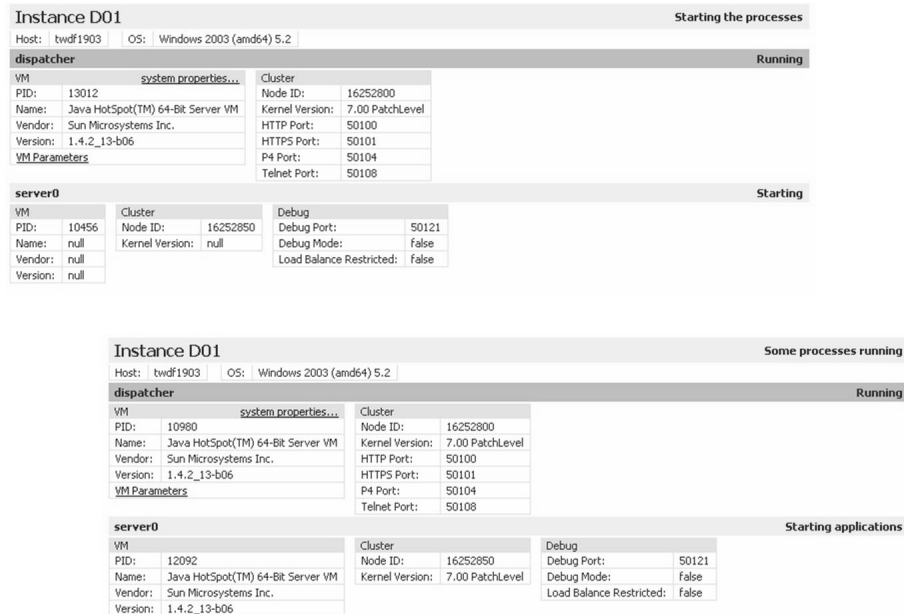 Instance D01 Starting the processes
Host: twdf1903 OS: Windows 2003 (amd64) 5.2
dispatcher Running
VM system properties... Cluster
PID: 13012 Node ID: 16252800
Name: Java HotSpot(TM) 64-Bit Server VM Kernel Version: 7.00 PatchLevel
Vendor: Sun Microsystems Inc. HTTP Port: 50100
Version: 1.4.2_13-b06 HTTPS Port: 50101
VM Parameters P4 Port: 50104
Telnet Port: 50108
server0 Starting
VM Cluster Debug
PID: 10456 Node ID: 16252850 Debug Port: 50121
Name: null Kernel Version: null Debug Mode: false
Vendor: null Load Balance Restricted: false
Version: null
Instance D01 Some processes running
Host: twdf1903 OS: Windows 2003 (amd64) 5.2
dispatcher Running
VM system properties... Cluster
PID: 10980 Node ID: 16252800
Name: Java HotSpot(TM) 64-Bit Server VM Kernel Version: 7.00 PatchLevel
Vendor: Sun Microsystems Inc. HTTP Port: 50100
Version: 1.4.2_13-b06 HTTPS Port: 50101
VM Parameters P4 Port: 50104
Telnet Port: 50108
server0 Starting applications
VM Cluster Debug
PID: 12092 Node ID: 16252850 Debug Port: 50121
Name: Java HotSpot(TM) 64-Bit Server VM Kernel Version: 7.00 PatchLevel Debug Mode: false
Vendor: Sun Microsystems Inc. Load Balance Restricted: false
Version: 1.4.2_13-b06